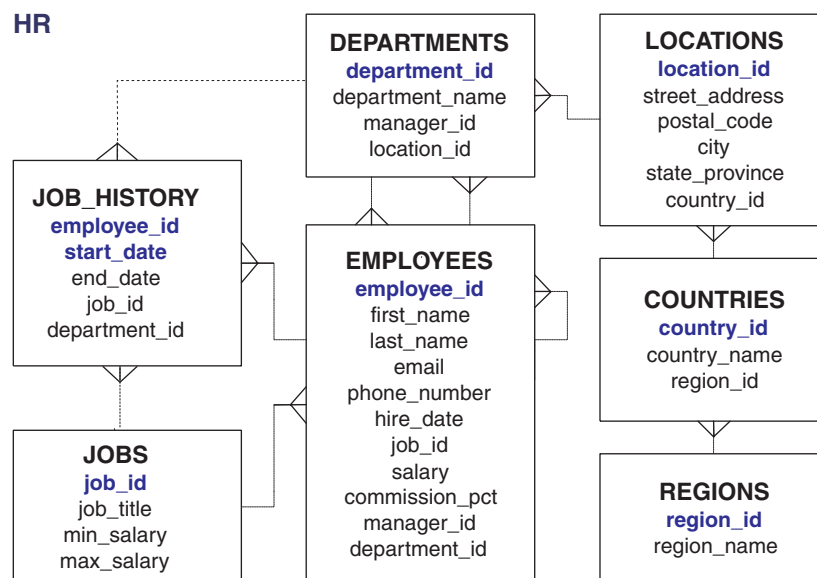 HR
DEPARTMENTS
department_id
department_name
manager_id
location_id
LOCATIONS
location_id
street_address
postal_code
city
state_province
country_id
JOB_HISTORY
employee_id
start_date
end_date
job_id
department_id
EMPLOYEES
employee_id
first_name
last_name
email
phone_number
hire_date
job_id
salary
commission_pct
manager_id
department_id
COUNTRIES
country_id
country_name
region_id
JOBS
job_id
job_title
min_salary
max_salary
REGIONS
region_id
region_name